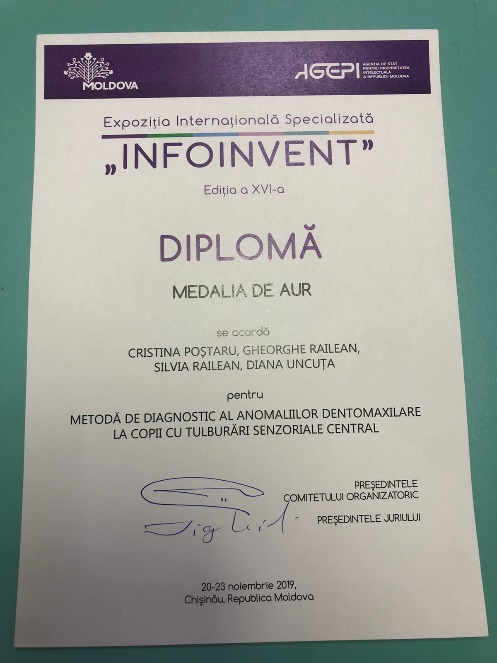 MOLDOVA
AGEPI
AGENȚIA DE STAT
PENTRU PROPRIETATEA
INTELECTUALĂ
A REPUBLICII MOLDOVA
Expoziția Internațională Specializată
„INFOINVENT”
Ediția a XVI-a
DIPLOMĂ
MEDALIA DE AUR
se acordă
CRISTINA POȘTARU, GHEORGHE RAILEAN,
SILVIA RAILEAN, DIANA UNCUȚA
pentru
METODĂ DE DIAGNOSTIC AL ANOMALIILOR DENTOMAXILARE
LA COPII CU TULBURĂRI SENZORIALE CENTRAL
PREȘEDINTELE
COMITETULUI ORGANIZATORIC
PREȘEDINTELE JURIULUI
20-23 noiembrie 2019,
Chișinău, Republica Moldova